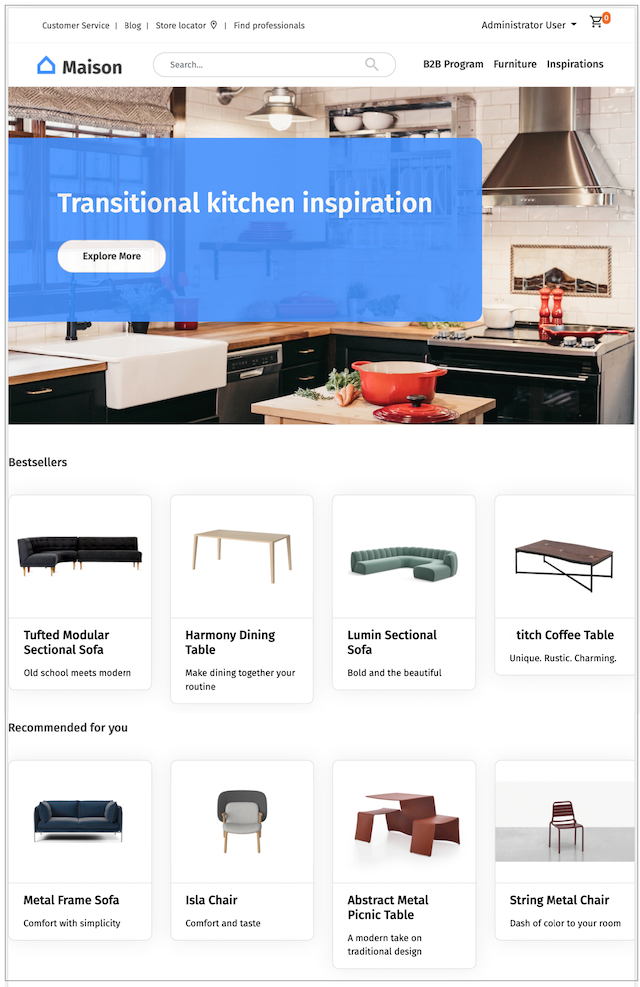 Customer Service | Blog | Store locator | Find professionals
Administrator User
0
Maison
Search...
B2B Program Furniture Inspirations
Transitional kitchen inspiration
Explore More
Bestsellers
Tufted Modular
Sectional Sofa
Old school meets modern
Harmony Dining
Table
Make dining together your
routine
Lumin Sectional
Sofa
Bold and the beautiful
titch Coffee Table
Unique. Rustic. Charming.
Recommended for you
Metal Frame Sofa
Comfort with simplicity
Isla Chair
Comfort and taste
Abstract Metal
Picnic Table
A modern take on
traditional design
String Metal Chair
Dash of color to your room